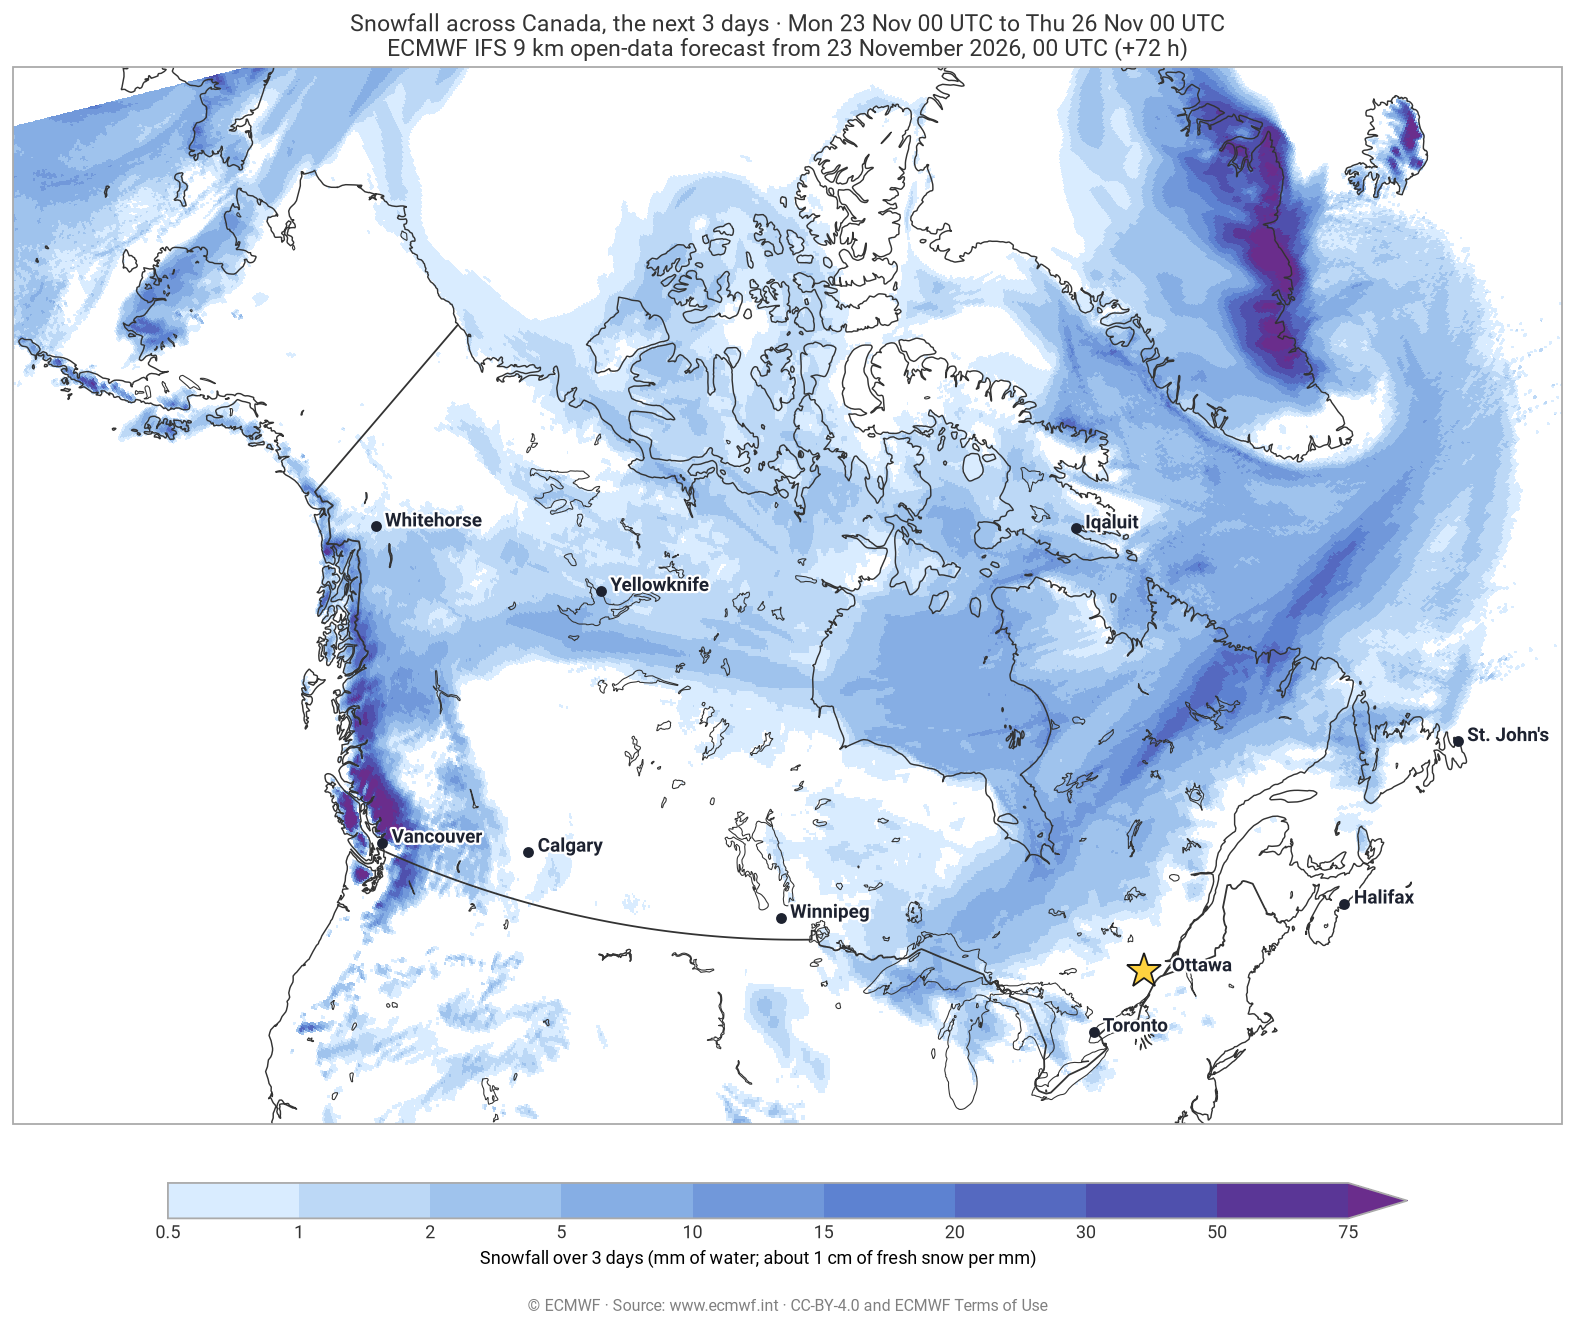 Snowfall across Canada, the next 3 days · Mon 23 Nov 00 UTC to Thu 26 Nov 00 UTC
ECMWF IFS 9 km open-data forecast from 23 November 2026, 00 UTC (+72 h)
Whitehorse
Iqaluit
Yellowknife
St. John's
Vancouver
Calgary
Halifax
Winnipeg
Ottawa
Toronto
0.5 1 2 5 10 15 20 30 50 75
Snowfall over 3 days (mm of water; about 1 cm of fresh snow per mm)
© ECMWF · Source: www.ecmwf.int · CC-BY-4.0 and ECMWF Terms of Use